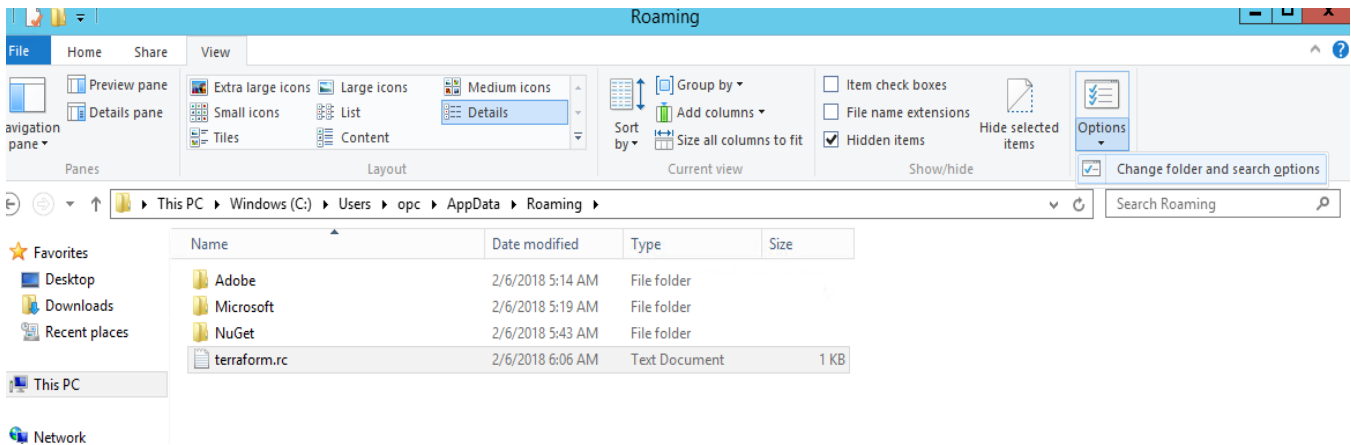 Roaming
File Home Share View
Preview pane
Details pane
avigation
pane
Panes
Extra large icons Large icons Medium icons
Small icons List Details
Tiles Content
Layout
Sort
by
Group by
Add columns
Size all columns to fit
Current view
Item check boxes
File name extensions
Hidden items
Hide selected
items
Show/hide
Options
Change folder and search options
This PC Windows (C:) Users opc AppData Roaming
Search Roaming
Favorites
Desktop
Downloads
Recent places
This PC
Network
Name Date modified Type Size
Adobe 2/6/2018 5:14 AM File folder
Microsoft 2/6/2018 5:19 AM File folder
NuGet 2/6/2018 5:43 AM File folder
terraform.rc 2/6/2018 6:06 AM Text Document 1 KB